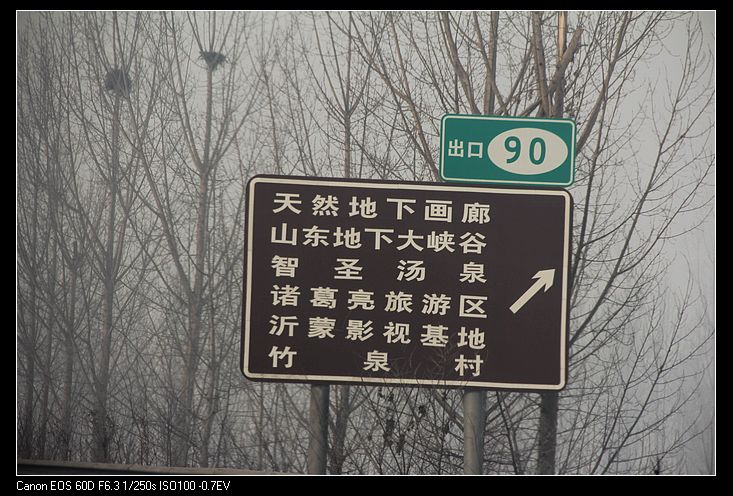 出口 90
天然地下画廊
山东地下大峡谷
智圣汤泉
诸葛亮旅游区
沂蒙影视基地
竹泉村
Canon EOS 60D F6.3 1/250s ISO100 -0.7EV